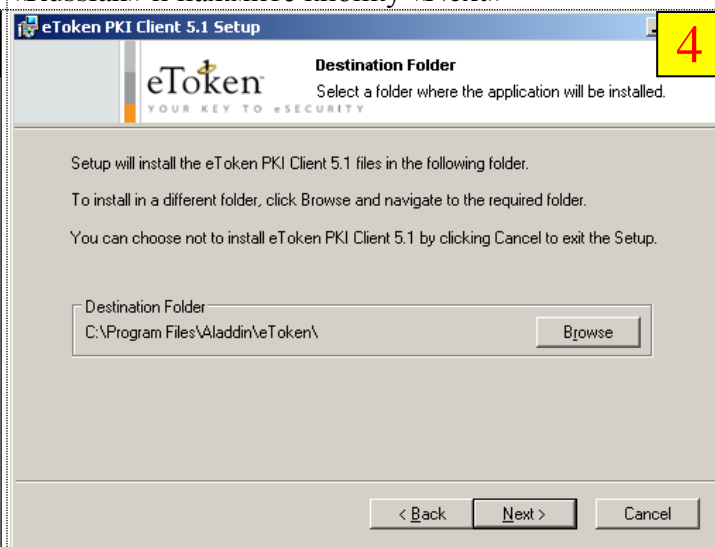 eToken PKI Client 5.1 Setup
4
eToken
YOUR KEY TO eSECURITY
Destination Folder
Select a folder where the application will be installed.
Setup will install the eToken PKI Client 5.1 files in the following folder.
To install in a different folder, click Browse and navigate to the required folder.
You can choose not to install eToken PKI Client 5.1 by clicking Cancel to exit the Setup.
Destination Folder
C:\Program Files\Aladdin\eToken\
Browse
< Back
Next >
Cancel